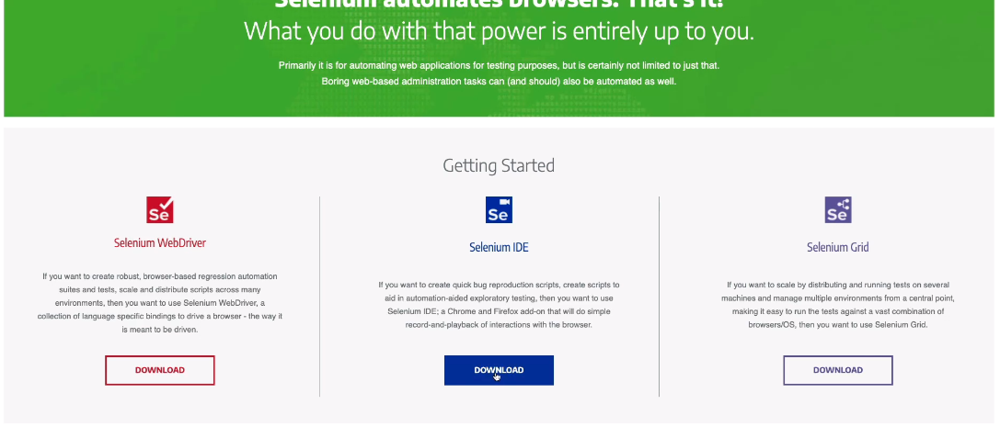 Selenium automates browsers. That's it!
What you do with that power is entirely up to you.
Primarily it is for automating web applications for testing purposes, but is certainly not limited to just that.
Boring web-based administration tasks can (and should) also be automated as well.
Getting Started
Se
Selenium WebDriver
If you want to create robust, browser-based regression automation
suites and tests, scale and distribute scripts across many
environments, then you want to use Selenium WebDriver, a
collection of language specific bindings to drive a browser - the way it
is meant to be driven.
DOWNLOAD
Se
Selenium IDE
If you want to create quick bug reproduction scripts, create scripts to
aid in automation-aided exploratory testing, then you want to use
Selenium IDE; a Chrome and Firefox add-on that will do simple
record-and-playback of interactions with the browser.
DOWNLOAD
Se
Selenium Grid
If you want to scale by distributing and running tests on several
machines and manage multiple environments from a central point,
making it easy to run the tests against a vast combination of
browsers/OS, then you want to use Selenium Grid.
DOWNLOAD